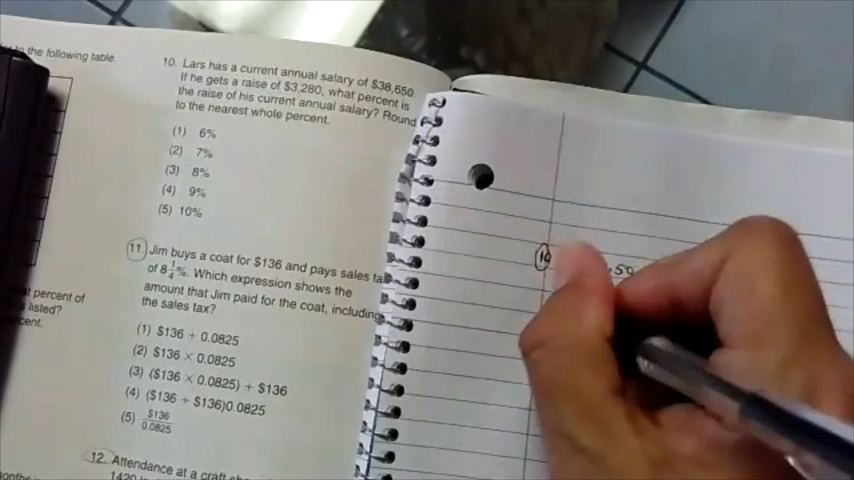 to the following table.
10. Lars has a current annual salary of $38,650.
If he gets a raise of $3,280, what percent is
the raise of his current annual salary? Round
to the nearest whole percent.
(1) 6%
(2) 7%
(3) 8%
(4) 9%
(5) 10%
11. Jim buys a coat for $136 and pays sales
of 8 1/4%. Which expression shows the
amount that Jim paid for the coat, including
the sales tax?
(1) $136 + 0.0825
(2) $136 × 0.0825
(3) ($136 × 0.0825) + $136
(4) ($136 + $136)0.0825
(5) $136
0.0825
percent of
listed?
12. Attendance at a craft
1420